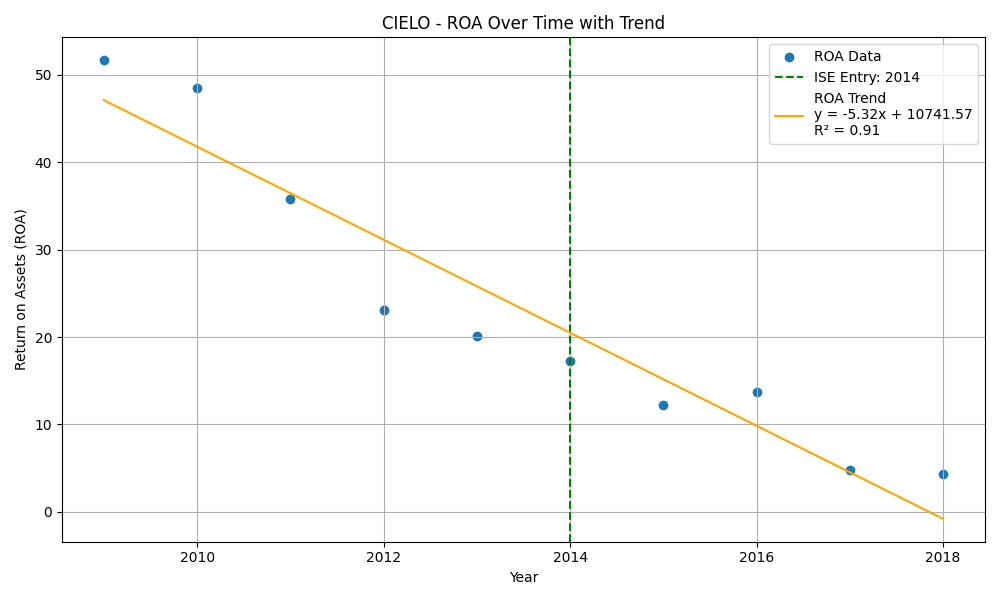 CIELO - ROA Over Time with Trend
ROA Data
ISE Entry: 2014
ROA Trend
y = -5.32x + 10741.57
R² = 0.91
Return on Assets (ROA)
50
40
30
20
10
0
2010
2012
2014
2016
2018
Year